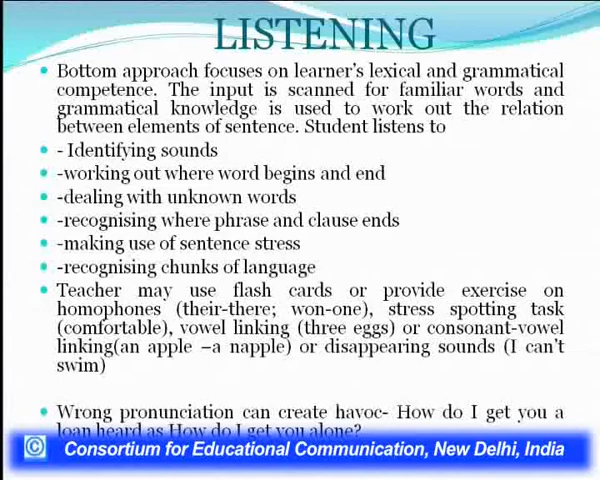 LISTENING
Bottom approach focuses on learner's lexical and grammatical
competence. The input is scanned for familiar words and
grammatical knowledge is used to work out the relation
between elements of sentence. Student listens to
- Identifying sounds
-working out where word begins and end
-dealing with unknown words
-recognising where phrase and clause ends
-making use of sentence stress
-recognising chunks of language
Teacher may use flash cards or provide exercise on
homophones (their-there; won-one), stress spotting task
(comfortable), vowel linking (three eggs) or consonant-vowel
linking(an apple –a napple) or disappearing sounds (I can't
swim)
Wrong pronunciation can create havoc- How do I get you a
loan heard as How do I get you alone?
© Consortium for Educational Communication, New Delhi, India